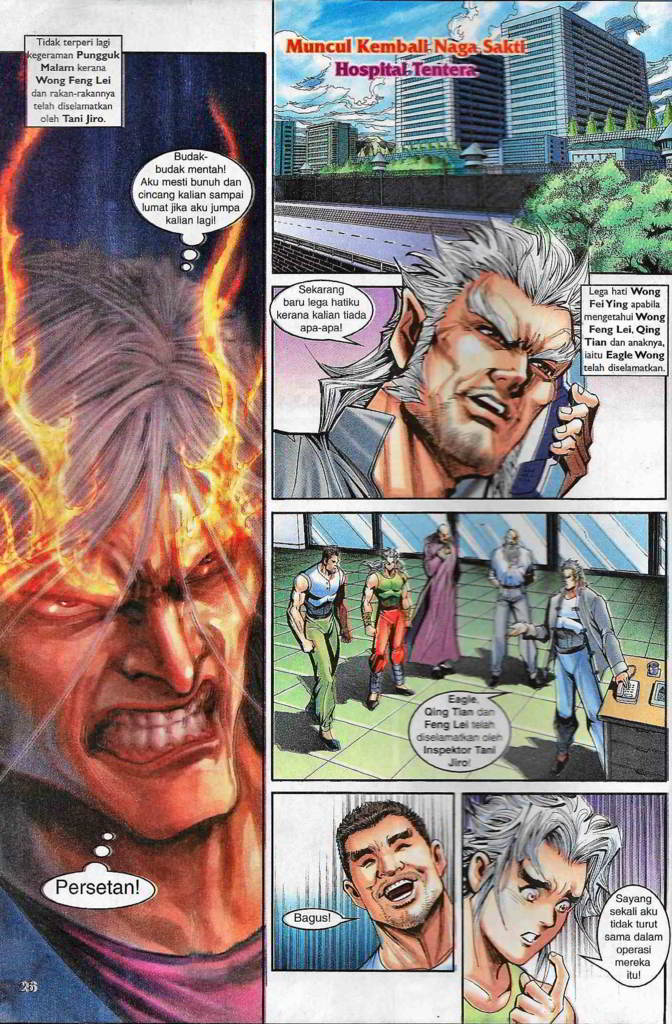 Tidak terperi lagi
kegeraman Pungguk
Malam kerana
Wong Feng Lei
dan rakan-rakannya
telah diselamatkan
oleh Tani Jiro.
Budak-
budak mentah!
Aku mesti bunuh dan
cincang kalian sampai
lumat jika aku jumpa
kalian lagi!
Persetan!
26
Muncul Kembali Naga Sakti
Hospital Tentera
Sekarang
baru lega hatiku
kerana kalian tiada
apa-apa!
Lega hati Wong
Fei Ying apabila
mengetahui Wong
Feng Lei, Qing
Tian dan anaknya,
iaitu Eagle Wong
telah diselamatkan.
Eagle,
Qing Tian dan
Feng Lei telah
diselamatkan oleh
Inspektor Tani
Jiro!
Bagus!
Sayang
sekali aku
tidak turut
sama dalam
operasi
mereka
itu!